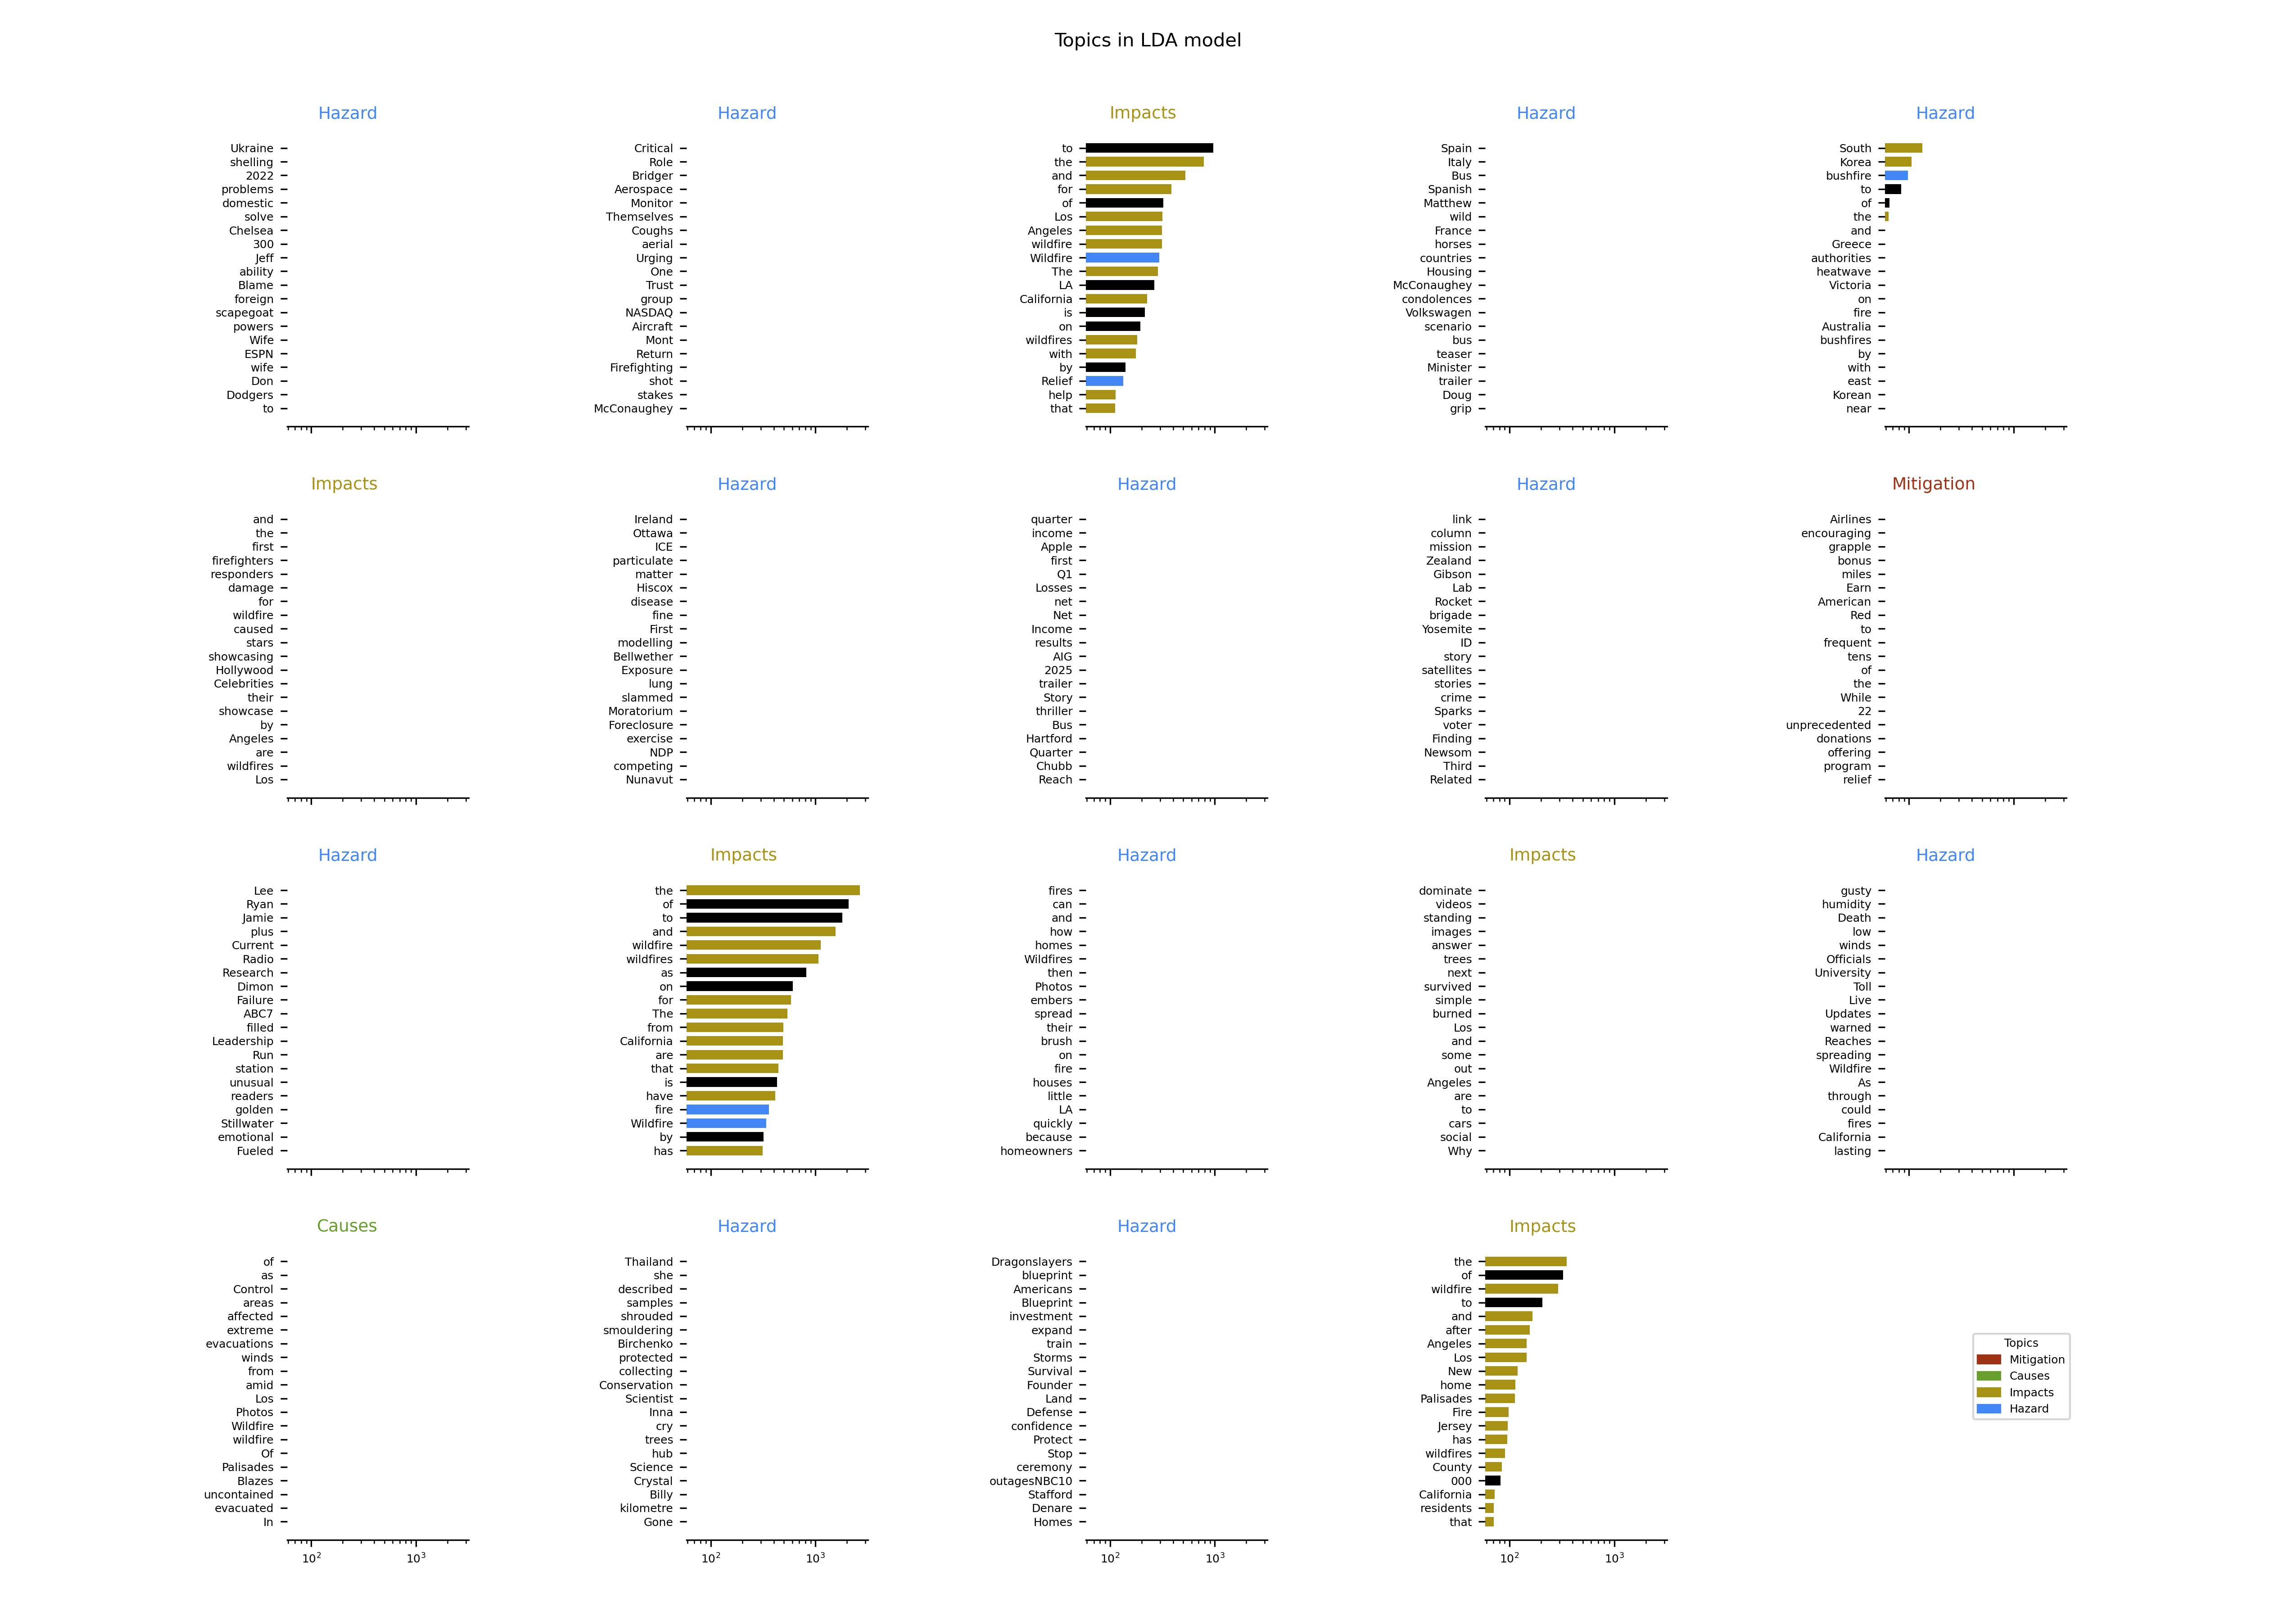 Topics in LDA model
Hazard
Ukraine
shelling
2022
problems
domestic
solve
Chelsea
300
Jeff
ability
Blame
foreign
scapegoat
powers
Wife
ESPN
wife
Don
Dodgers
to
Hazard
Critical
Role
Bridger
Aerospace
Monitor
Themselves
Coughs
aerial
Urging
One
Trust
group
NASDAQ
Aircraft
Mont
Return
Firefighting
shot
stakes
McConaughey
Impacts
to
the
and
for
of
Los
Angeles
wildfire
Wildfire
The
LA
California
is
on
wildfires
with
by
Relief
help
that
Hazard
Spain
Italy
Bus
Spanish
Matthew
wild
France
horses
countries
Housing
McConaughey
condolences
Volkswagen
scenario
bus
teaser
Minister
trailer
Doug
grip
Hazard
South
Korea
bushfire
to
of
the
and
Greece
authorities
heatwave
Victoria
on
fire
Australia
bushfires
by
with
east
Korean
near
Impacts
and
the
first
firefighters
responders
damage
for
wildfire
caused
stars
showcasing
Hollywood
Celebrities
their
showcase
by
Angeles
are
wildfires
Los
Hazard
Ireland
Ottawa
ICE
particulate
matter
Hiscox
disease
fine
First
modelling
Bellwether
Exposure
lung
slammed
Moratorium
Foreclosure
exercise
NDP
competing
Nunavut
Hazard
quarter
income
Apple
first
Q1
Losses
net
Net
Income
results
AIG
2025
trailer
Story
thriller
Bus
Hartford
Quarter
Chubb
Reach
Hazard
link
column
mission
Zealand
Gibson
Lab
Rocket
brigade
Yosemite
ID
story
satellites
stories
crime
Sparks
voter
Finding
Newsom
Third
Related
Mitigation
Airlines
encouraging
grapple
bonus
miles
Earn
American
Red
to
frequent
tens
of
the
While
22
unprecedented
donations
offering
program
relief
Hazard
Lee
Ryan
Jamie
plus
Current
Radio
Research
Dimon
Failure
ABC7
filled
Leadership
Run
station
unusual
readers
golden
Stillwater
emotional
Fueled
Impacts
the
of
to
and
wildfire
wildfires
as
on
for
The
from
California
are
that
is
have
fire
Wildfire
by
has
Hazard
fires
can
and
how
homes
Wildfires
then
Photos
embers
spread
their
brush
on
fire
houses
little
LA
quickly
because
homeowners
Impacts
dominate
videos
standing
images
answer
trees
next
survived
simple
burned
Los
and
some
out
Angeles
are
to
cars
social
Why
Hazard
gusty
humidity
Death
low
winds
Officials
University
Toll
Live
Updates
warned
Reaches
spreading
Wildfire
As
through
could
fires
California
lasting
Causes
of
as
Control
areas
affected
extreme
evacuations
winds
from
amid
Los
Photos
Wildfire
wildfire
Of
Palisades
Blazes
uncontained
evacuated
In
10² 10³
Hazard
Thailand
she
described
samples
shrouded
smouldering
Birchenko
protected
collecting
Conservation
Scientist
Inna
cry
trees
hub
Science
Crystal
Billy
kilometre
Gone
10² 10³
Hazard
Dragonslayers
blueprint
Americans
Blueprint
investment
expand
train
Storms
Survival
Founder
Land
Defense
confidence
Protect
Stop
ceremony
outagesNBC10
Stafford
Denare
Homes
10² 10³
Impacts
the
of
wildfire
to
and
after
Angeles
Los
New
home
Palisades
Fire
Jersey
has
wildfires
County
000
California
residents
that
10² 10³
Topics
Mitigation
Causes
Impacts
Hazard